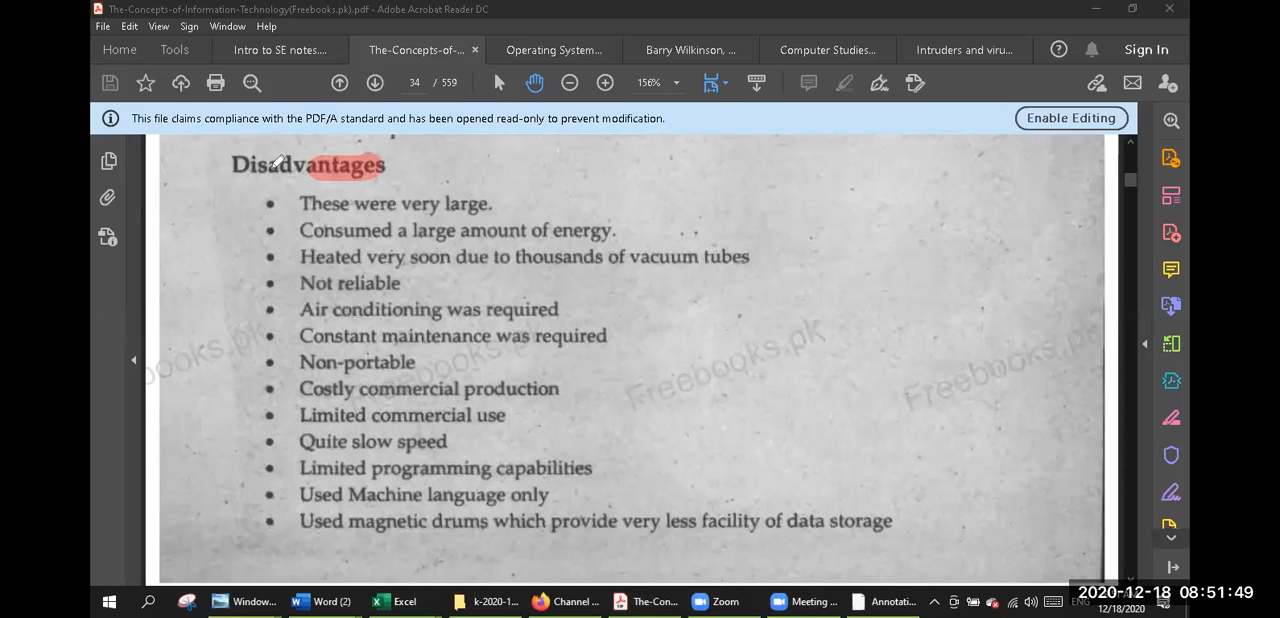 The-Concepts-of-Information-Technology(Freebooks.pk).pdf - Adobe Acrobat Reader DC
File Edit View Sign Window Help
Home Tools Intro to SE notes.... The-Concepts-of-... × Operating System... Barry Wilkinson, ... Computer Studies... Intruders and viru... Sign In
34 / 559 156%
This file claims compliance with the PDF/A standard and has been opened read-only to prevent modification. Enable Editing
Disadvantages
• These were very large.
• Consumed a large amount of energy.
• Heated very soon due to thousands of vacuum tubes
• Not reliable
• Air conditioning was required
• Constant maintenance was required
• Non-portable
• Costly commercial production
• Limited commercial use
• Quite slow speed
• Limited programming capabilities
• Used Machine language only
• Used magnetic drums which provide very less facility of data storage
Freebooks.pk
Window... Word (2) Excel k-2020-1... Channel ... The-Con... Zoom Meeting ... Annotati... ENG
2020-12-18 08:51:49
12/18/2020